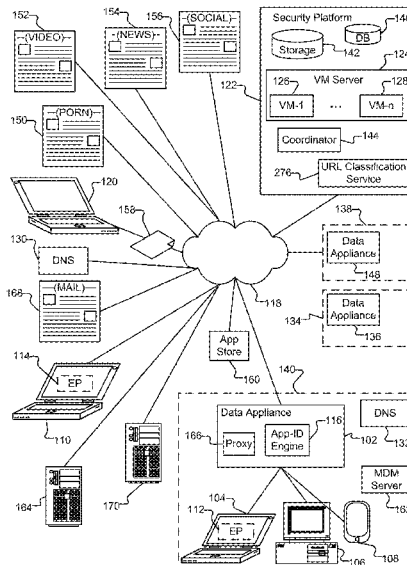 152
(VIDEO)
154
(NEWS)
156
(SOCIAL)
Security Platform
Storage
142
DB
122
VM Server
126
VM-1
...
VM-n
128
Coordinator
144
276
URL Classification
Service
150
(PORN)
120
158
130
DNS
168
(MAIL)
118
138
Data
Appliance
148
134
Data
Appliance
136
App
Store
160
114
EP
110
164
170
140
Data Appliance
166
Proxy
App-ID
Engine
116
102
DNS
MDM
Server
104
112
EP
106
108